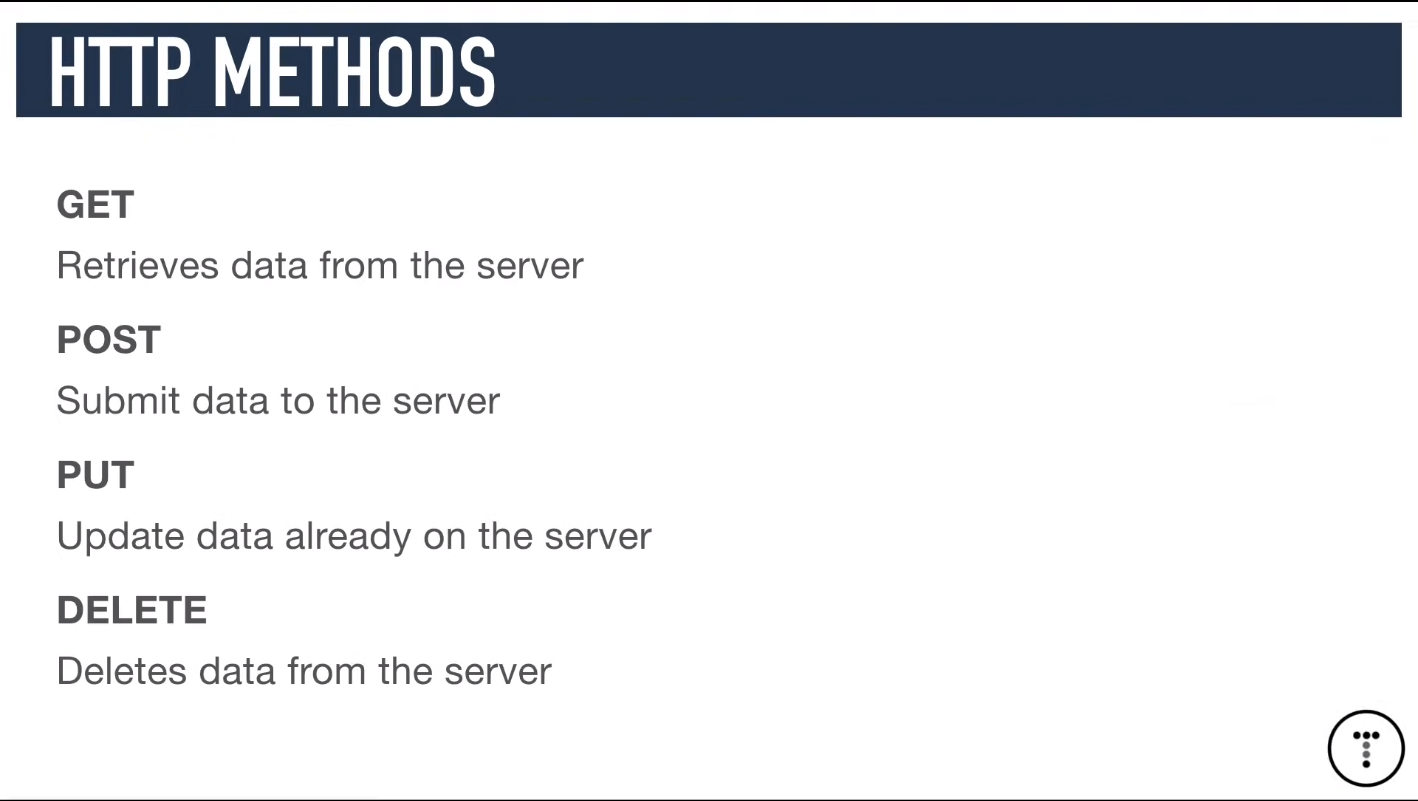 HTTP METHODS
GET
Retrieves data from the server
POST
Submit data to the server
PUT
Update data already on the server
DELETE
Deletes data from the server